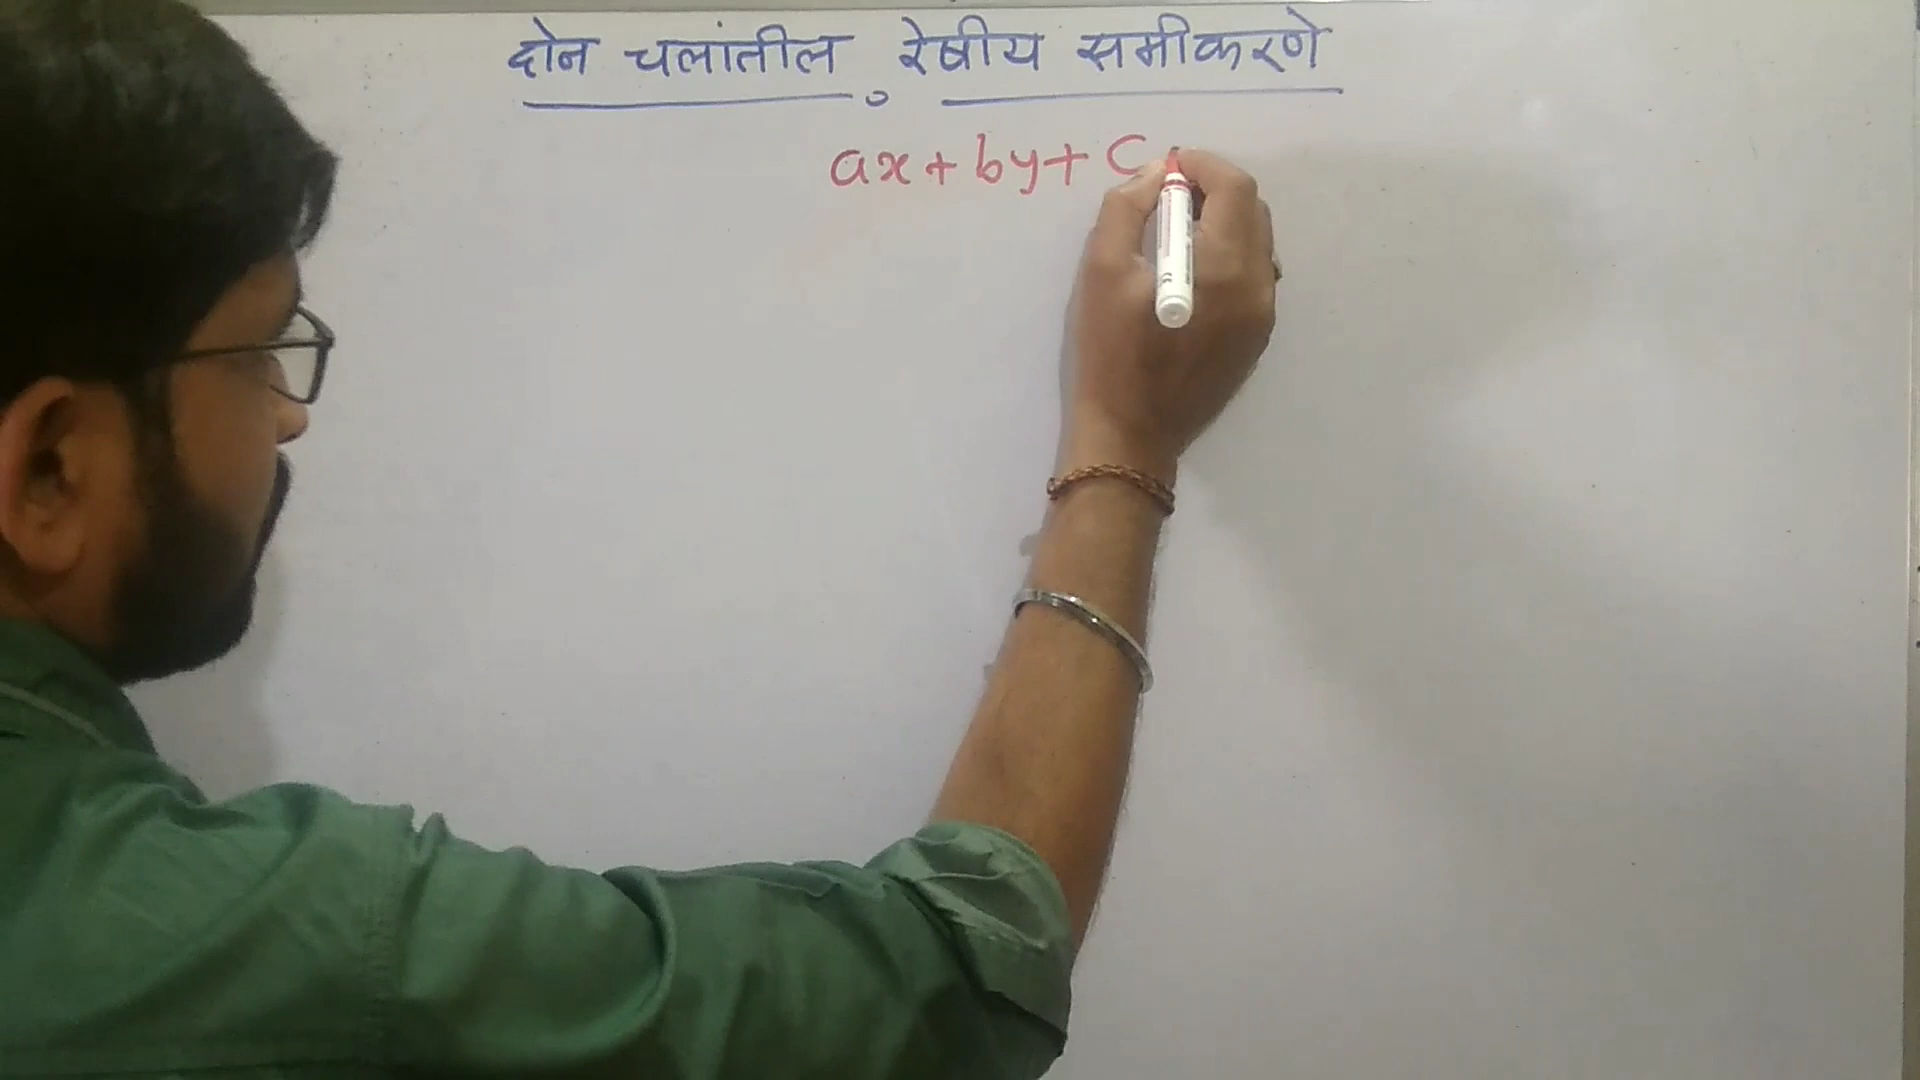 दोन चलांतील रेषीय समीकरणे
ax + by + C